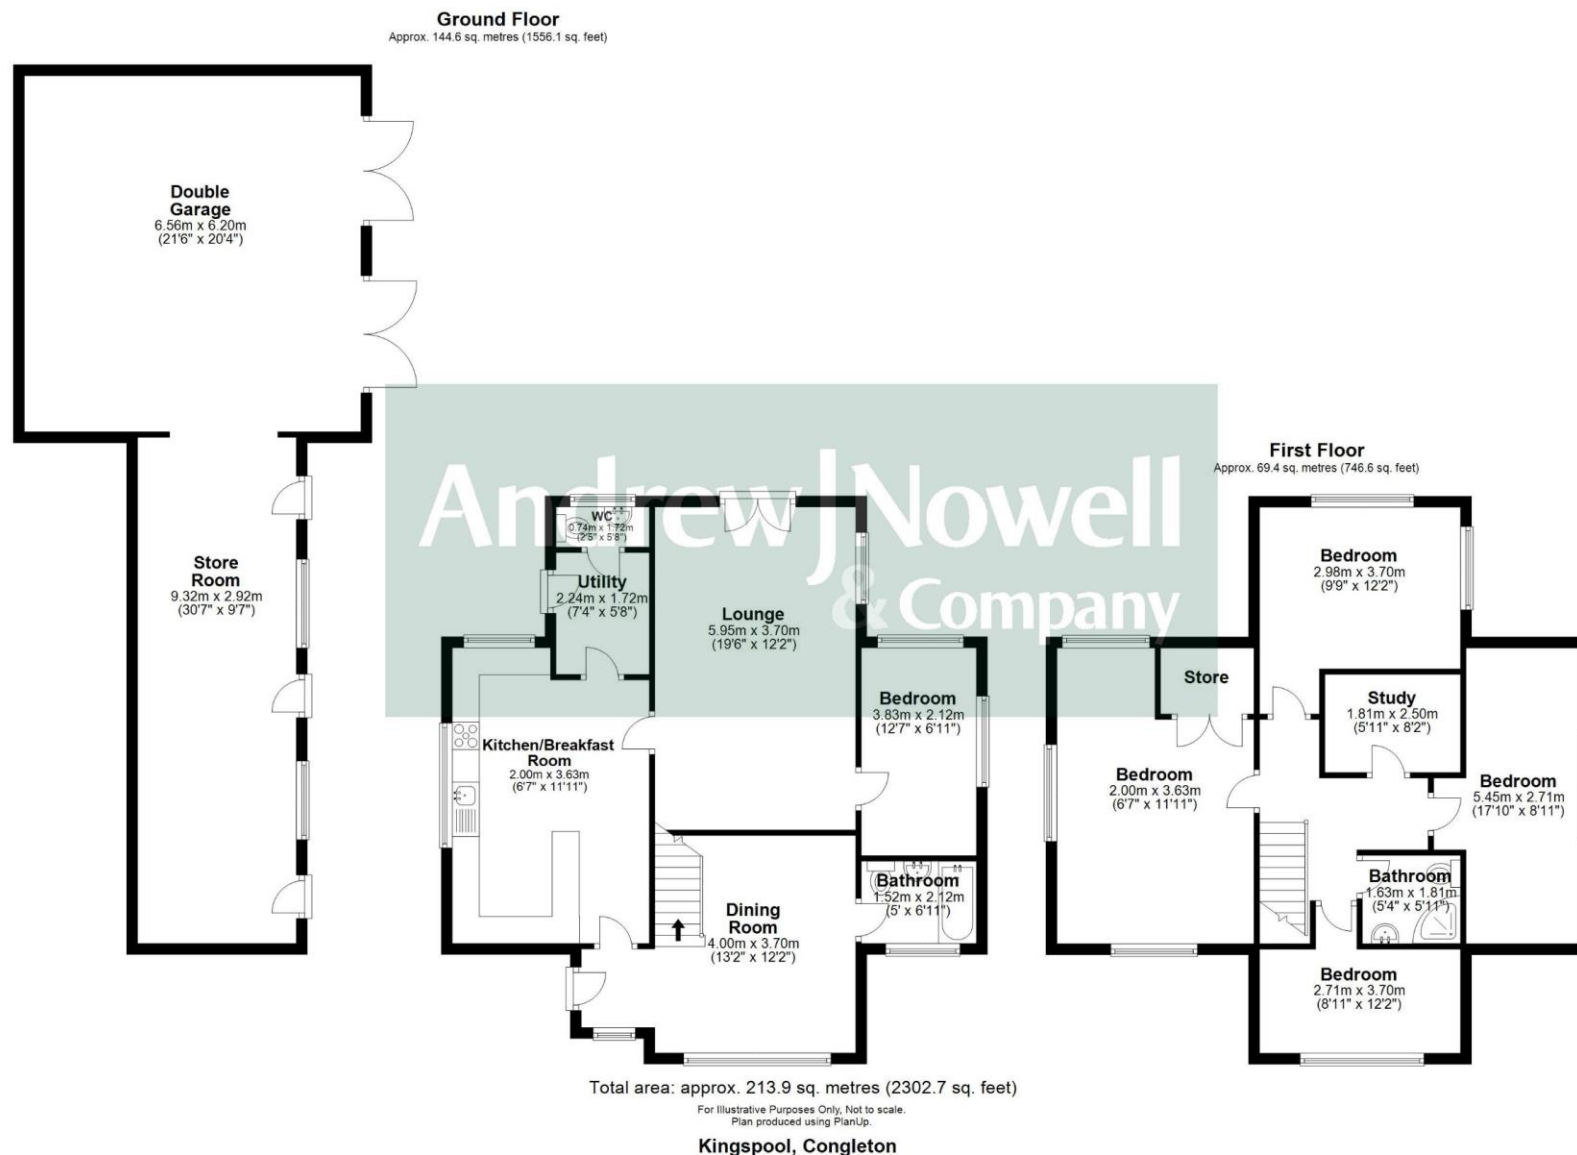 Ground Floor
Approx. 144.6 sq. metres (1556.1 sq. feet)
Double
Garage
6.56m x 6.20m
(21'6" x 20'4")
Store
Room
9.32m x 2.92m
(30'7" x 9'7")
Andrew J Nowell
& Company
WC
0.74m x 1.72m
(2'5" x 5'8")
Utility
2.24m x 1.72m
(7'4" x 5'8")
Lounge
5.95m x 3.70m
(19'6" x 12'2")
Bedroom
3.83m x 2.12m
(12'7" x 6'11")
Kitchen/Breakfast
Room
2.00m x 3.63m
(6'7" x 11'11")
Bathroom
1.52m x 2.12m
(5' x 6'11")
Dining
Room
4.00m x 3.70m
(13'2" x 12'2")
First Floor
Approx. 69.4 sq. metres (746.6 sq. feet)
Bedroom
2.98m x 3.70m
(9'9" x 12'2")
Store
Study
1.81m x 2.50m
(5'11" x 8'2")
Bedroom
2.00m x 3.63m
(6'7" x 11'11")
Bedroom
5.45m x 2.71m
(17'10" x 8'11")
Bathroom
1.63m x 1.81m
(5'4" x 5'11")
Bedroom
2.71m x 3.70m
(8'11" x 12'2")
Total area: approx. 213.9 sq. metres (2302.7 sq. feet)
For Illustrative Purposes Only, Not to scale.
Plan produced using PlanUp.
Kingspool, Congleton